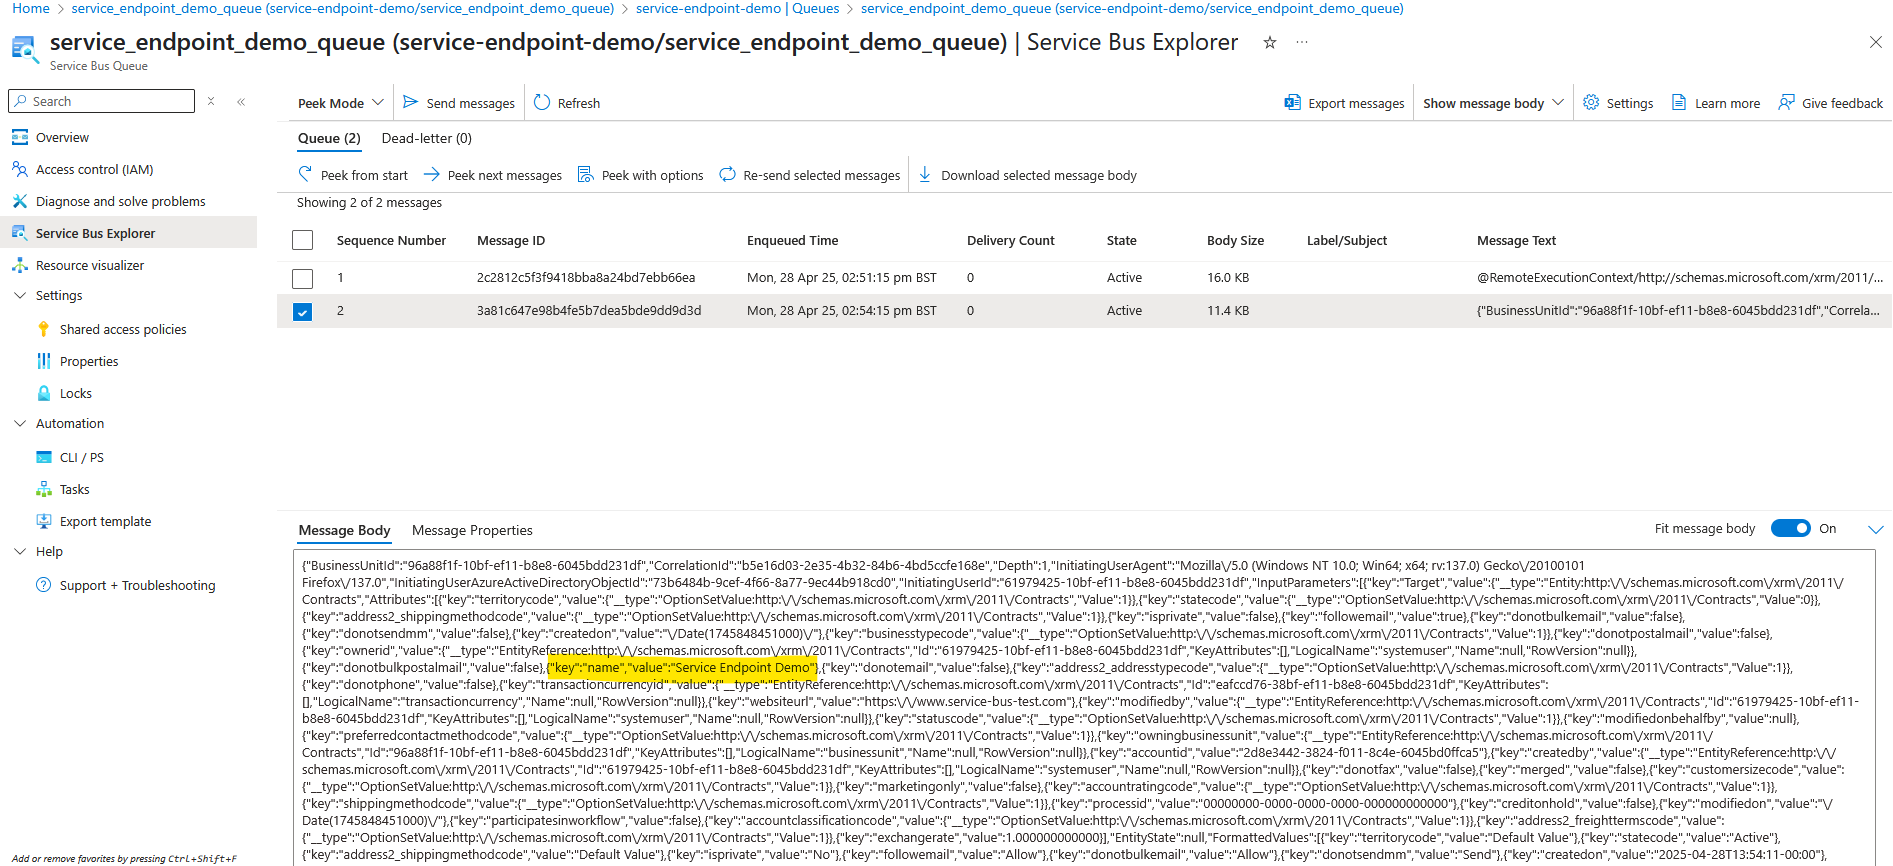 Home > service_endpoint_demo_queue (service-endpoint-demo/service_endpoint_demo_queue) > service-endpoint-demo | Queues > service_endpoint_demo_queue (service-endpoint-demo/service_endpoint_demo_queue)
service_endpoint_demo_queue (service-endpoint-demo/service_endpoint_demo_queue) | Service Bus Explorer
Service Bus Queue
Search
Overview
Access control (IAM)
Diagnose and solve problems
Service Bus Explorer
Resource visualizer
Settings
Shared access policies
Properties
Locks
Automation
CLI / PS
Tasks
Export template
Help
Support + Troubleshooting
Add or remove favorites by pressing Ctrl+Shift+F
Peek Mode Send messages Refresh Export messages Show message body Settings Learn more Give feedback
Queue (2) Dead-letter (0)
Peek from start Peek next messages Peek with options Re-send selected messages Download selected message body
Showing 2 of 2 messages
Sequence Number Message ID Enqueued Time Delivery Count State Body Size Label/Subject Message Text
1 2c2812c5f3f9418bba8a24bd7ebb66ea Mon, 28 Apr 25, 02:51:15 pm BST 0 Active 16.0 KB @RemoteExecutionContext/http://schemas.microsoft.com/xrm/2011/...
2 3a81c647e98b4fe5b7dea5bde9dd9d3d Mon, 28 Apr 25, 02:54:15 pm BST 0 Active 11.4 KB {"BusinessUnitId":"96a88f1f-10bf-ef11-b8e8-6045bdd231df","Correla...
Message Body Message Properties Fit message body On
{"BusinessUnitId":"96a88f1f-10bf-ef11-b8e8-6045bdd231df","CorrelationId":"b5e16d03-2e35-4b32-84b6-4bd5ccfe168e","Depth":1,"InitiatingUserAgent":"Mozilla\/5.0 (Windows NT 10.0; Win64; x64; rv:137.0) Gecko\/20100101
Firefox\/137.0","InitiatingUserAzureActiveDirectoryObjectId":"73b6484b-9cef-4f66-8a77-9ec44b918cd0","InitiatingUserId":"61979425-10bf-ef11-b8e8-6045bdd231df","InputParameters":[{"key":"Target","value":{"__type":"Entity:http:\/\/schemas.microsoft.com\/xrm\/2011\/
Contracts","Attributes":[{"key":"territorycode","value":{"__type":"OptionSetValue:http:\/\/schemas.microsoft.com\/xrm\/2011\/Contracts","Value":1}},{"key":"statecode","value":{"__type":"OptionSetValue:http:\/\/schemas.microsoft.com\/xrm\/2011\/Contracts","Value":0}},
{"key":"address2_shippingmethodcode","value":{"__type":"OptionSetValue:http:\/\/schemas.microsoft.com\/xrm\/2011\/Contracts","Value":1}},{"key":"isprivate","value":false},{"key":"followemail","value":true},{"key":"donotbulkemail","value":false},
{"key":"donotsendmm","value":false},{"key":"createdon","value":"\/Date(1745848451000)\/"},{"key":"businesstypecode","value":{"__type":"OptionSetValue:http:\/\/schemas.microsoft.com\/xrm\/2011\/Contracts","Value":1}},{"key":"donotpostalmail","value":false},
{"key":"ownerid","value":{"__type":"EntityReference:http:\/\/schemas.microsoft.com\/xrm\/2011\/Contracts","Id":"61979425-10bf-ef11-b8e8-6045bdd231df","KeyAttributes":[],"LogicalName":"systemuser","Name":null,"RowVersion":null}},
{"key":"donotbulkpostalmail","value":false},{"key":"name","value":"Service Endpoint Demo"},{"key":"donotemail","value":false},{"key":"address2_addresstypecode","value":{"__type":"OptionSetValue:http:\/\/schemas.microsoft.com\/xrm\/2011\/Contracts","Value":1}},
{"key":"donotphone","value":false},{"key":"transactioncurrencyid","value":{"__type":"EntityReference:http:\/\/schemas.microsoft.com\/xrm\/2011\/Contracts","Id":"eafccd76-38bf-ef11-b8e8-6045bdd231df","KeyAttributes":
[],"LogicalName":"transactioncurrency","Name":null,"RowVersion":null}},{"key":"websiteurl","value":"https:\/\/www.service-bus-test.com"},{"key":"modifiedby","value":{"__type":"EntityReference:http:\/\/schemas.microsoft.com\/xrm\/2011\/Contracts","Id":"61979425-10bf-ef11-
b8e8-6045bdd231df","KeyAttributes":[],"LogicalName":"systemuser","Name":null,"RowVersion":null}},{"key":"statuscode","value":{"__type":"OptionSetValue:http:\/\/schemas.microsoft.com\/xrm\/2011\/Contracts","Value":1}},{"key":"modifiedonbehalfby","value":null},
{"key":"preferredcontactmethodcode","value":{"__type":"OptionSetValue:http:\/\/schemas.microsoft.com\/xrm\/2011\/Contracts","Value":1}},{"key":"owningbusinessunit","value":{"__type":"EntityReference:http:\/\/schemas.microsoft.com\/xrm\/2011\/
Contracts","Id":"96a88f1f-10bf-ef11-b8e8-6045bdd231df","KeyAttributes":[],"LogicalName":"businessunit","Name":null,"RowVersion":null}},{"key":"accountid","value":"2d8e3442-3824-f011-8c4e-6045bd0ffca5"},{"key":"createdby","value":{"__type":"EntityReference:http:\/\/
schemas.microsoft.com\/xrm\/2011\/Contracts","Id":"61979425-10bf-ef11-b8e8-6045bdd231df","KeyAttributes":[],"LogicalName":"systemuser","Name":null,"RowVersion":null}},{"key":"donotfax","value":false},{"key":"merged","value":false},{"key":"customersizecode","value":
{"__type":"OptionSetValue:http:\/\/schemas.microsoft.com\/xrm\/2011\/Contracts","Value":1}},{"key":"marketingonly","value":false},{"key":"accountratingcode","value":{"__type":"OptionSetValue:http:\/\/schemas.microsoft.com\/xrm\/2011\/Contracts","Value":1}},
{"key":"shippingmethodcode","value":{"__type":"OptionSetValue:http:\/\/schemas.microsoft.com\/xrm\/2011\/Contracts","Value":1}},{"key":"processid","value":"00000000-0000-0000-0000-000000000000"},{"key":"creditonhold","value":false},{"key":"modifiedon","value":"\/
Date(1745848451000)\/"},{"key":"participatesinworkflow","value":false},{"key":"accountclassificationcode","value":{"__type":"OptionSetValue:http:\/\/schemas.microsoft.com\/xrm\/2011\/Contracts","Value":1}},{"key":"address2_freighttermscode","value":
{"__type":"OptionSetValue:http:\/\/schemas.microsoft.com\/xrm\/2011\/Contracts","Value":1}},{"key":"exchangerate","value":1.000000000000}],"EntityState":null,"FormattedValues":[{"key":"territorycode","value":"Default Value"},{"key":"statecode","value":"Active"},
{"key":"address2_shippingmethodcode","value":"Default Value"},{"key":"isprivate","value":"No"},{"key":"followemail","value":"Allow"},{"key":"donotbulkemail","value":"Allow"},{"key":"donotsendmm","value":"Send"},{"key":"createdon","value":"2025-04-28T13:54:11-00:00"},